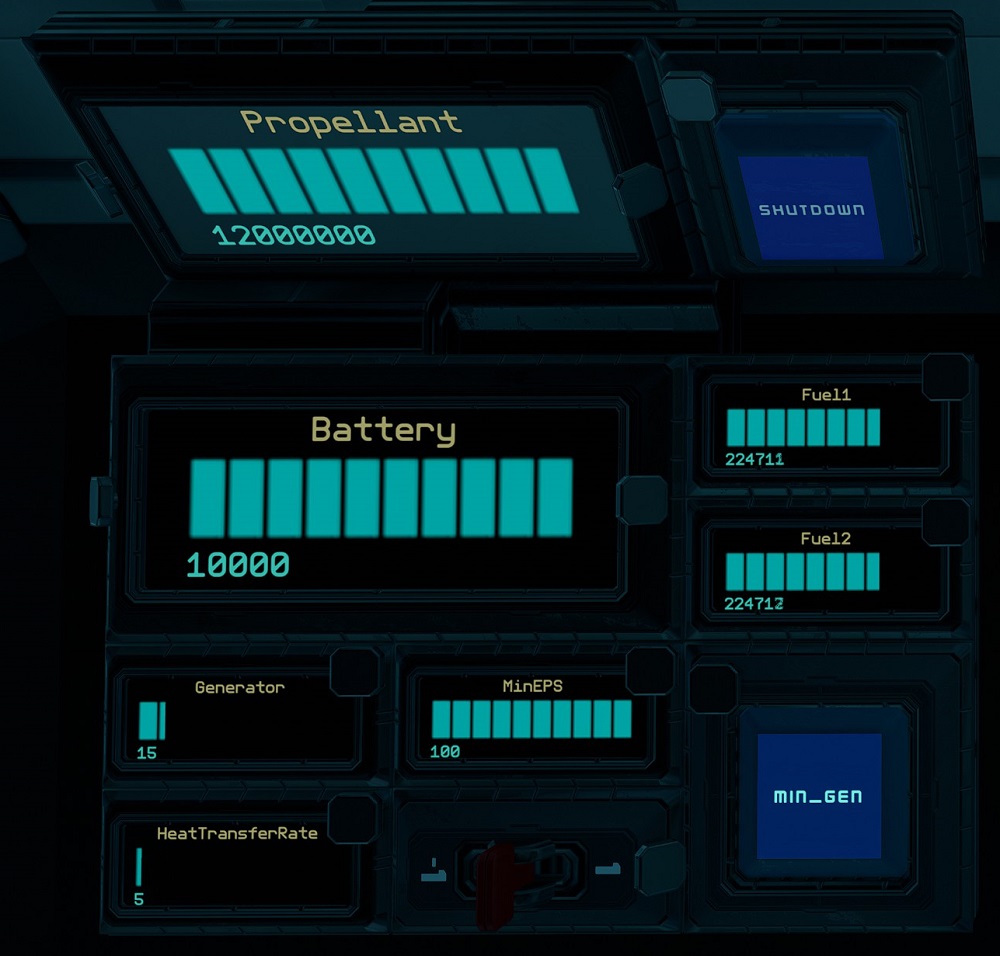 Propellant
12000000
SHUTDOWN
Battery
10000
Fuel1
224711
Fuel2
224712
Generator
15
MinEPS
100
MIN_GEN
HeatTransferRate
5